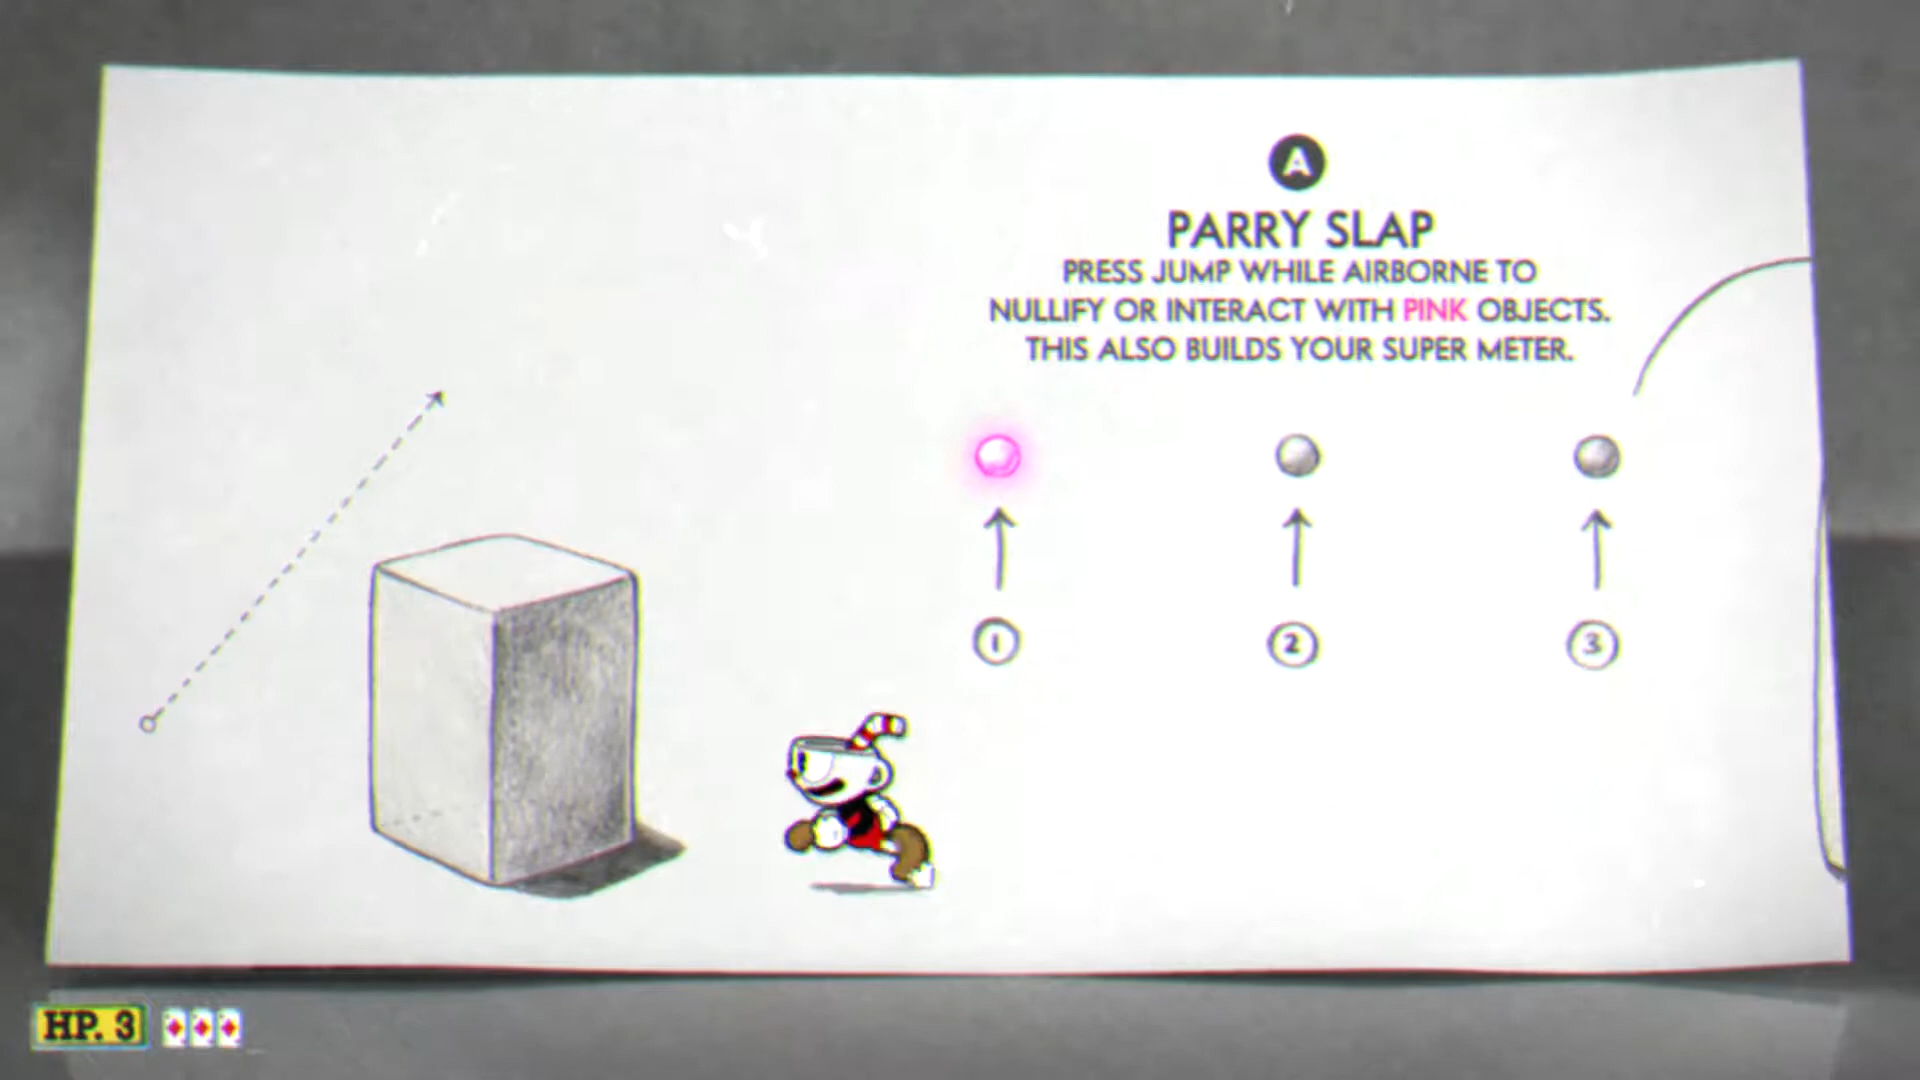 A
PARRY SLAP
PRESS JUMP WHILE AIRBORNE TO
NULLIFY OR INTERACT WITH PINK OBJECTS.
THIS ALSO BUILDS YOUR SUPER METER.
1 2 3
HP. 3